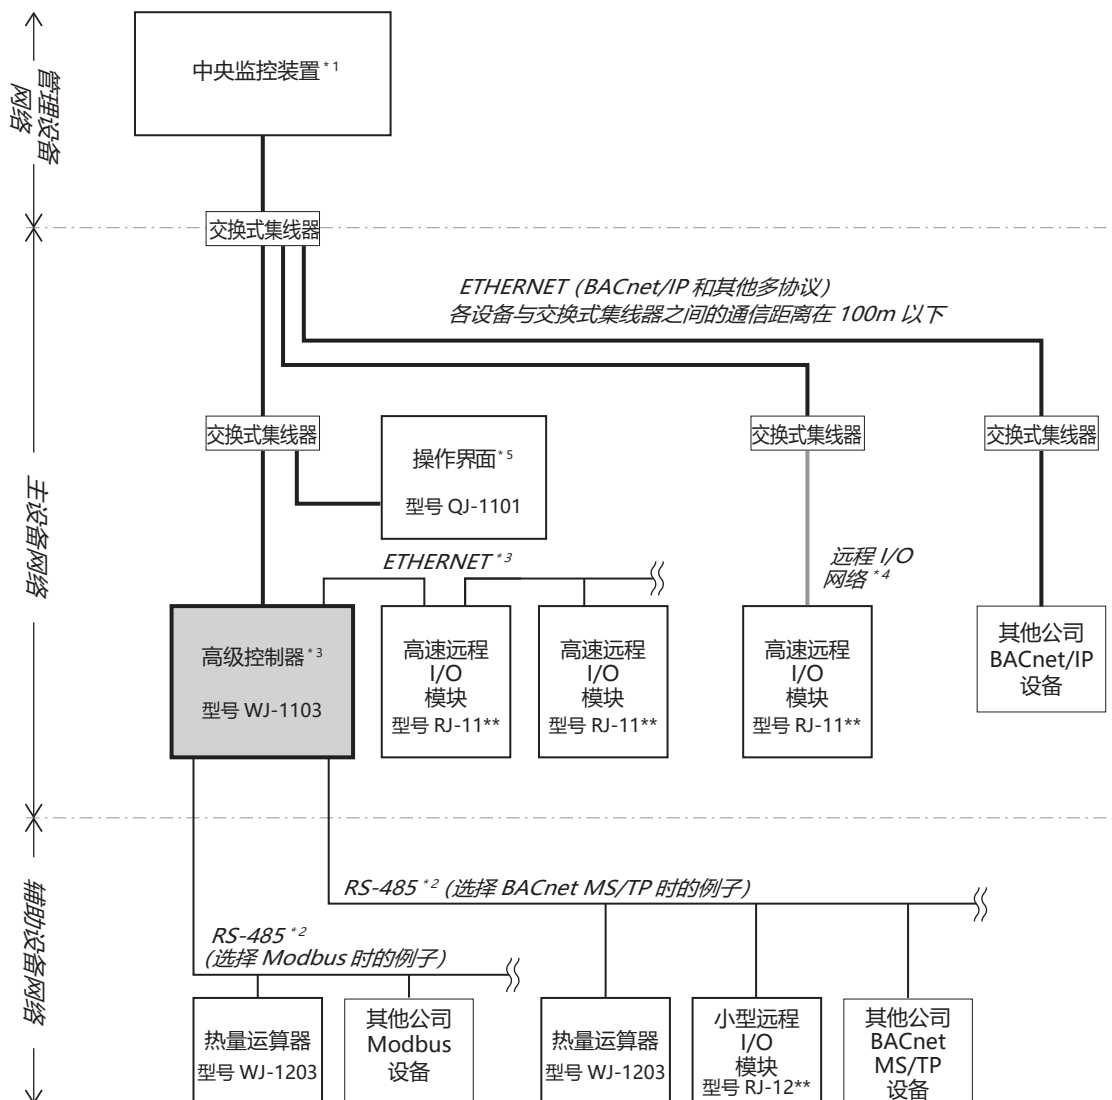 中央监控装置*1
管理设备
网络
交换式集线器
ETHERNET (BACnet/IP 和其他多协议)
各设备与交换式集线器之间的通信距离在 100m 以下
交换式集线器
操作界面*5
型号 QJ-1101
交换式集线器
交换式集线器
主设备网络
ETHERNET*3
远程 I/O
网络*4
高级控制器*3
型号 WJ-1103
高速远程
I/O
模块
型号 RJ-11**
高速远程
I/O
模块
型号 RJ-11**
高速远程
I/O
模块
型号 RJ-11**
其他公司
BACnet/IP
设备
辅助设备网络
RS-485*2 (选择 BACnet MS/TP 时的例子)
RS-485*2
(选择 Modbus 时的例子)
热量运算器
型号 WJ-1203
其他公司
Modbus
设备
热量运算器
型号 WJ-1203
小型远程
I/O
模块
型号 RJ-12**
其他公司
BACnet
MS/TP
设备